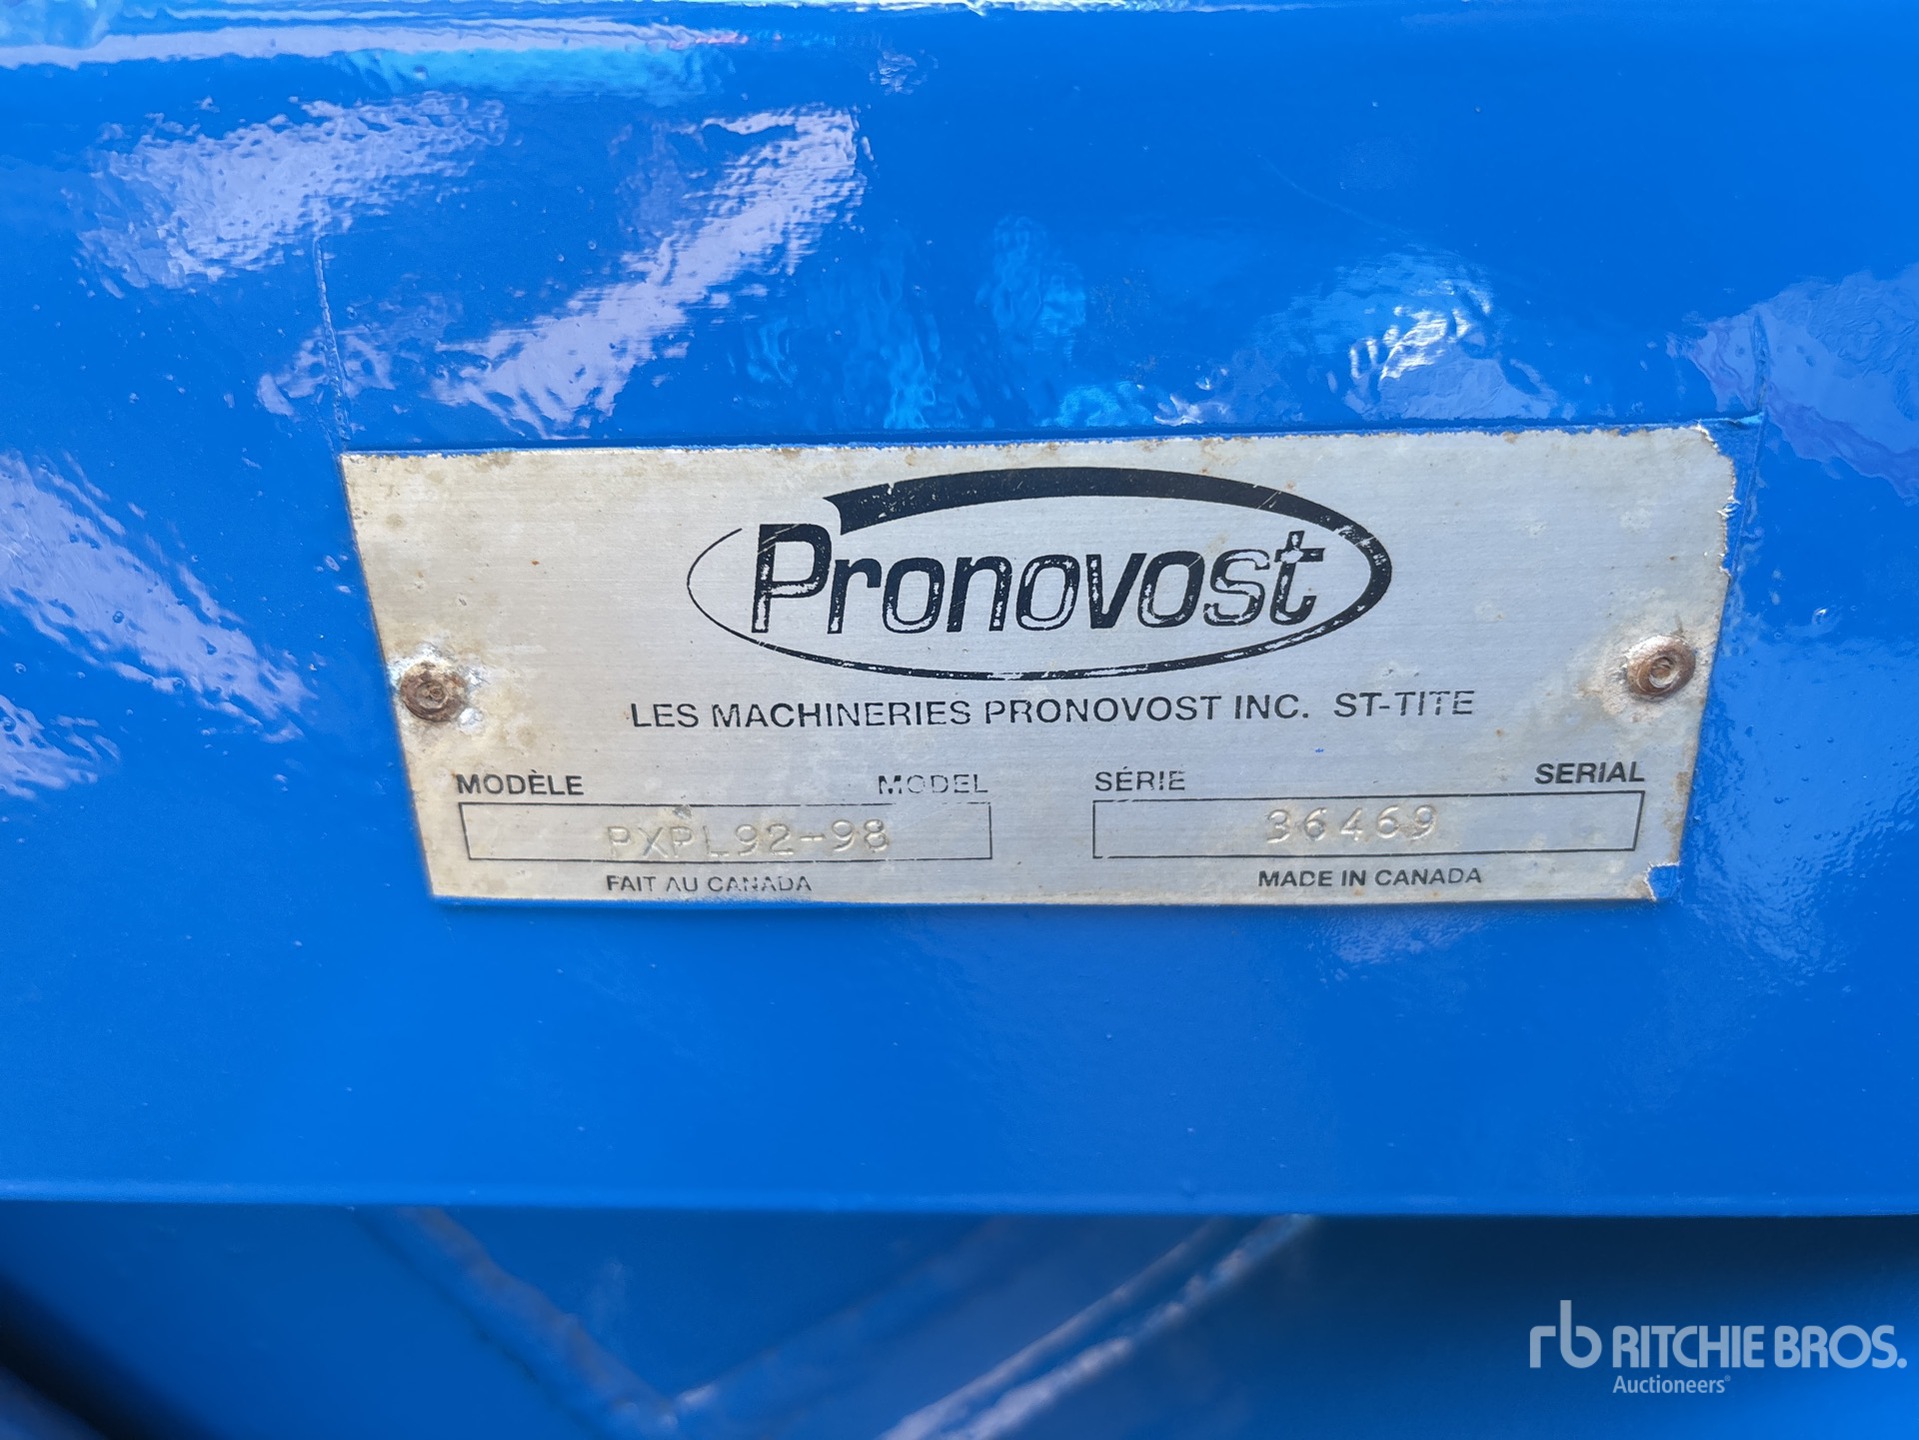 Pronovost
LES MACHINERIES PRONOVOST INC. ST-TITE
MODÈLE MODEL SÉRIE SERIAL
PXPL92-98 36469
FAIT AU CANADA MADE IN CANADA
rb RITCHIE BROS.
Auctioneers®